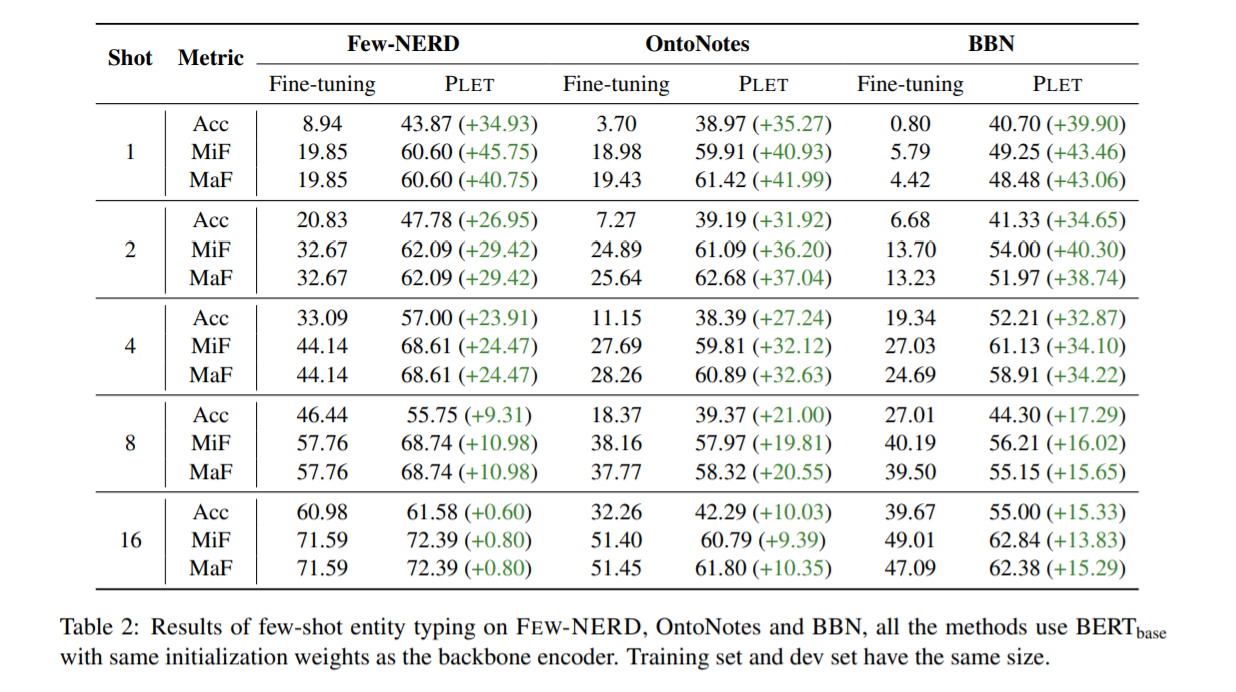 Shot Metric Few-NERD OntoNotes BBN
Fine-tuning PLET Fine-tuning PLET Fine-tuning PLET
Acc 8.94 43.87 (+34.93) 3.70 38.97 (+35.27) 0.80 40.70 (+39.90)
1 MiF 19.85 60.60 (+45.75) 18.98 59.91 (+40.93) 5.79 49.25 (+43.46)
MaF 19.85 60.60 (+40.75) 19.43 61.42 (+41.99) 4.42 48.48 (+43.06)
Acc 20.83 47.78 (+26.95) 7.27 39.19 (+31.92) 6.68 41.33 (+34.65)
2 MiF 32.67 62.09 (+29.42) 24.89 61.09 (+36.20) 13.70 54.00 (+40.30)
MaF 32.67 62.09 (+29.42) 25.64 62.68 (+37.04) 13.23 51.97 (+38.74)
Acc 33.09 57.00 (+23.91) 11.15 38.39 (+27.24) 19.34 52.21 (+32.87)
4 MiF 44.14 68.61 (+24.47) 27.69 59.81 (+32.12) 27.03 61.13 (+34.10)
MaF 44.14 68.61 (+24.47) 28.26 60.89 (+32.63) 24.69 58.91 (+34.22)
Acc 46.44 55.75 (+9.31) 18.37 39.37 (+21.00) 27.01 44.30 (+17.29)
8 MiF 57.76 68.74 (+10.98) 38.16 57.97 (+19.81) 40.19 56.21 (+16.02)
MaF 57.76 68.74 (+10.98) 37.77 58.32 (+20.55) 39.50 55.15 (+15.65)
Acc 60.98 61.58 (+0.60) 32.26 42.29 (+10.03) 39.67 55.00 (+15.33)
16 MiF 71.59 72.39 (+0.80) 51.40 60.79 (+9.39) 49.01 62.84 (+13.83)
MaF 71.59 72.39 (+0.80) 51.45 61.80 (+10.35) 47.09 62.38 (+15.29)
Table 2: Results of few-shot entity typing on FEW-NERD, OntoNotes and BBN, all the methods use BERTbase
with same initialization weights as the backbone encoder. Training set and dev set have the same size.